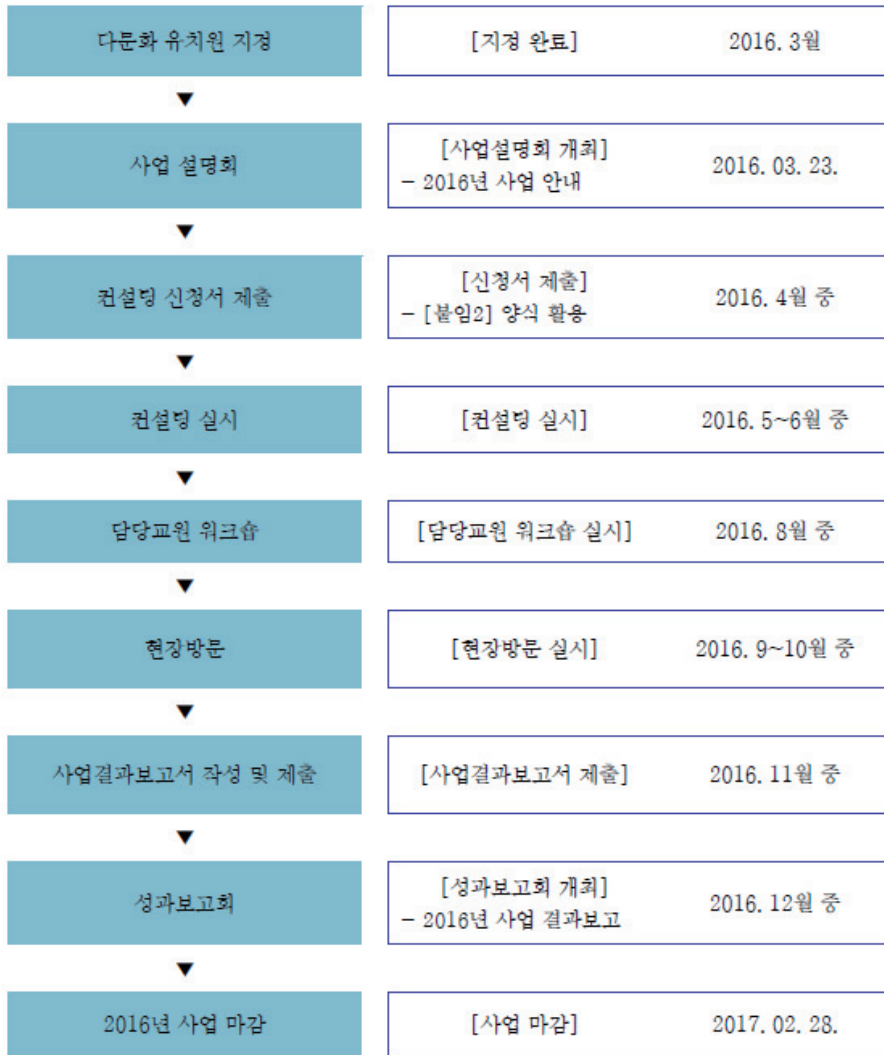 다문화 유치원 지정
[지정 완료] 2016. 3월
▼
사업 설명회
[사업설명회 개최]
- 2016년 사업 안내
2016. 03. 23.
▼
컨설팅 신청서 제출
[신청서 제출]
- [붙임2] 양식 활용
2016. 4월 중
▼
컨설팅 실시
[컨설팅 실시] 2016. 5~6월 중
▼
담당교원 워크숍
[담당교원 워크숍 실시] 2016. 8월 중
▼
현장방문
[현장방문 실시] 2016. 9~10월 중
▼
사업결과보고서 작성 및 제출
[사업결과보고서 제출] 2016. 11월 중
▼
성과보고회
[성과보고회 개최]
- 2016년 사업 결과보고
2016. 12월 중
▼
2016년 사업 마감
[사업 마감] 2017. 02. 28.